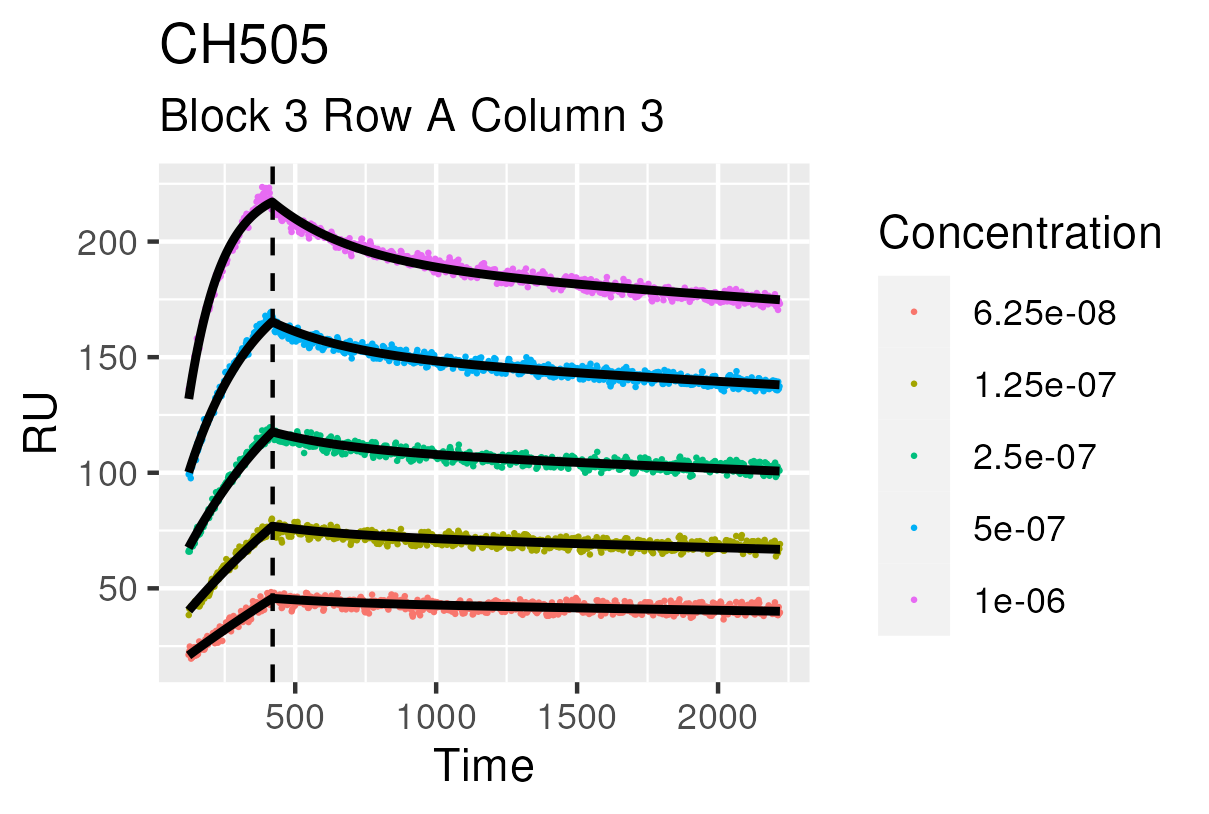 CH505
Block 3 Row A Column 3
RU
200
150
100
50
500 1000 1500 2000
Time
Concentration
6.25e-08
1.25e-07
2.5e-07
5e-07
1e-06